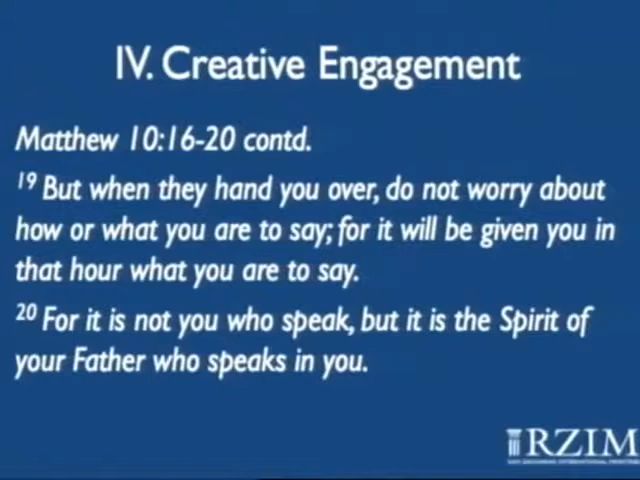 IV. Creative Engagement
Matthew 10:16-20 contd.
19 But when they hand you over, do not worry about
how or what you are to say; for it will be given you in
that hour what you are to say.
20 For it is not you who speak, but it is the Spirit of
your Father who speaks in you.
RZIM